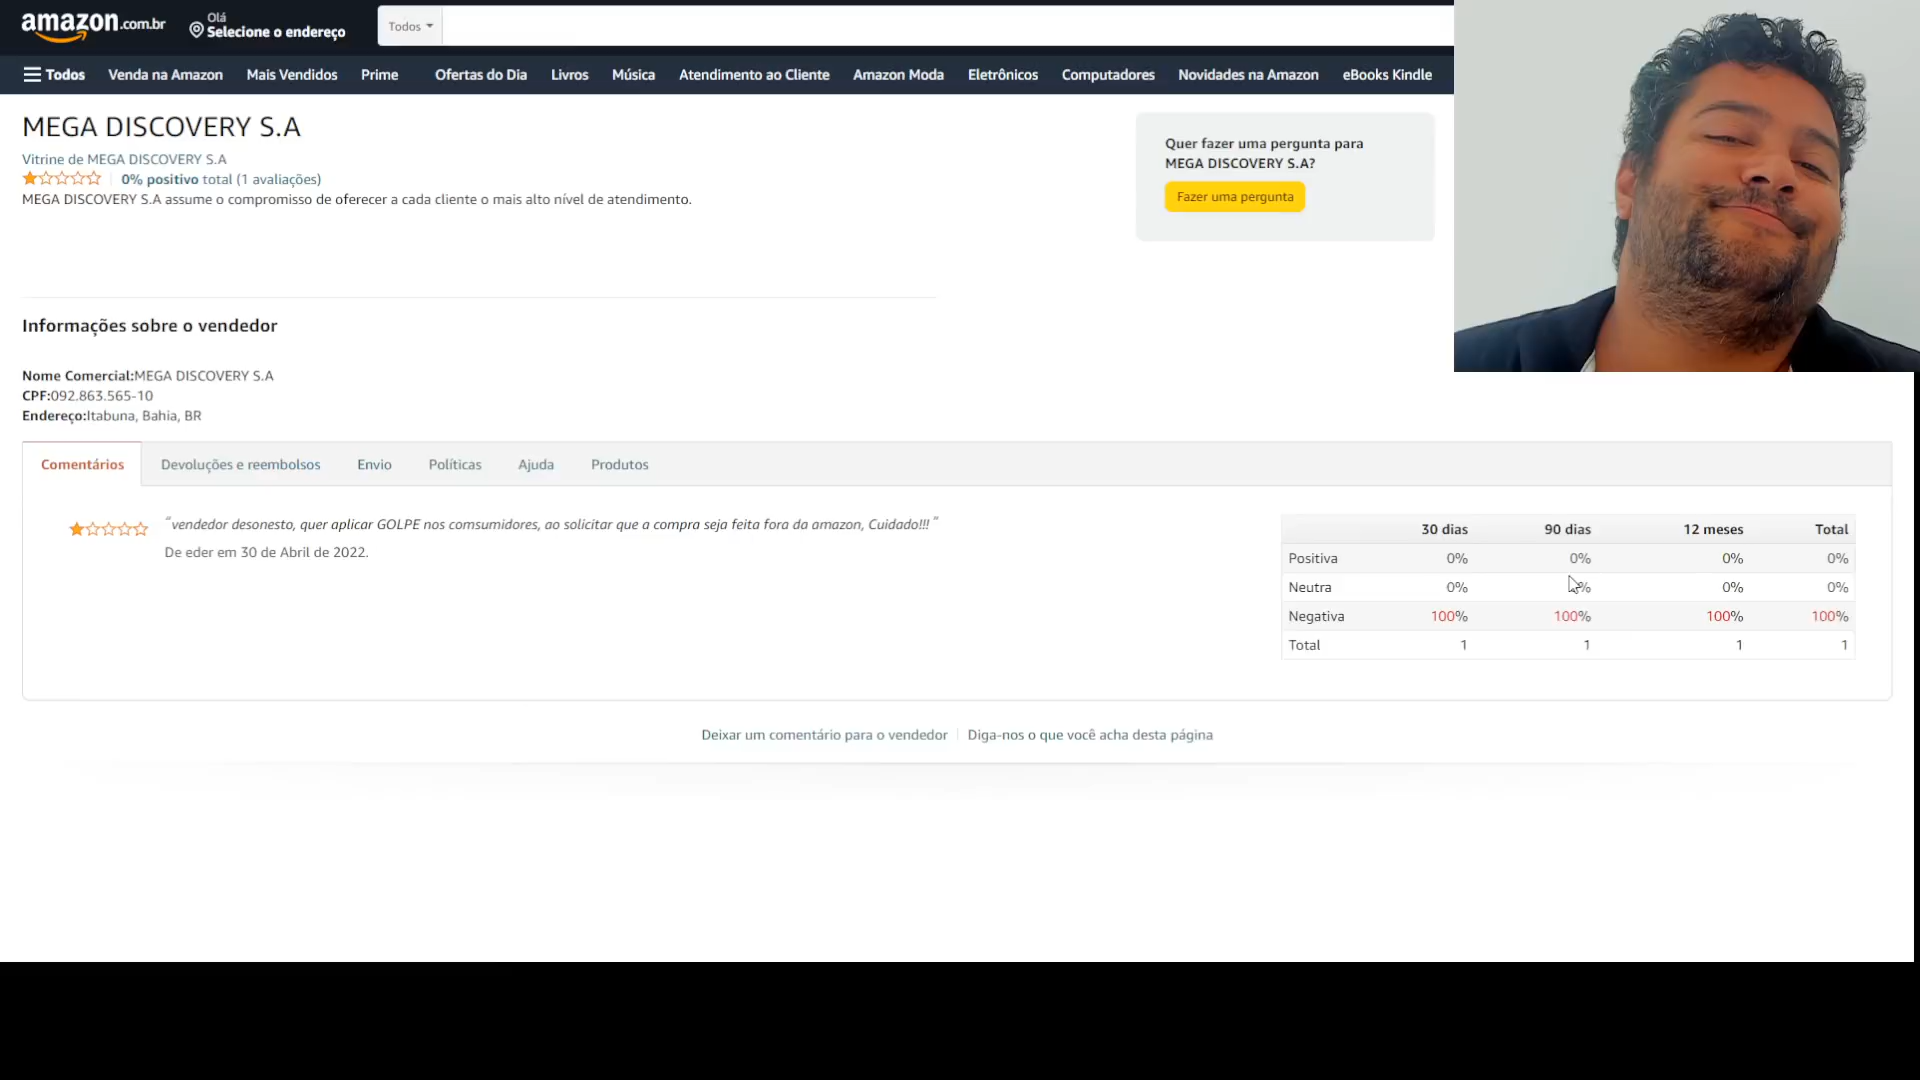 amazon.com.br
Olá
Selecione o endereço
Todos
Todos Venda na Amazon Mais Vendidos Prime Ofertas do Dia Livros Música Atendimento ao Cliente Amazon Moda Eletrônicos Computadores Novidades na Amazon eBooks Kindle
MEGA DISCOVERY S.A
Vitrine de MEGA DISCOVERY S.A
0% positivo total (1 avaliações)
MEGA DISCOVERY S.A assume o compromisso de oferecer a cada cliente o mais alto nível de atendimento.
Quer fazer uma pergunta para
MEGA DISCOVERY S.A?
Fazer uma pergunta
Informações sobre o vendedor
Nome Comercial:MEGA DISCOVERY S.A
CPF:092.863.565-10
Endereço:Itabuna, Bahia, BR
Comentários Devoluções e reembolsos Envio Políticas Ajuda Produtos
"vendedor desonesto, quer aplicar GOLPE nos comsumidores, ao solicitar que a compra seja feita fora da amazon, Cuidado!!!"
De eder em 30 de Abril de 2022.
30 dias 90 dias 12 meses Total
Positiva 0% 0% 0% 0%
Neutra 0% % 0% 0%
Negativa 100% 100% 100% 100%
Total 1 1 1 1
Deixar um comentário para o vendedor Diga-nos o que você acha desta página